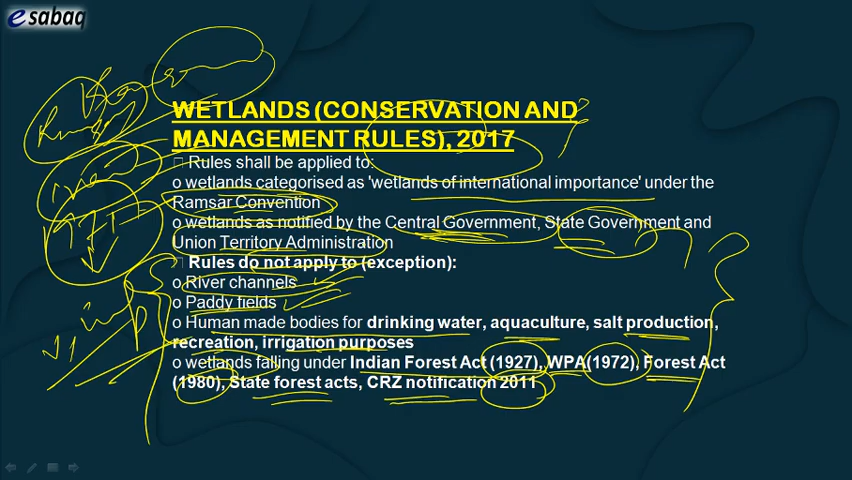 esabaq
WETLANDS (CONSERVATION AND
MANAGEMENT RULES), 2017
Rules shall be applied to:
o wetlands categorised as 'wetlands of international importance' under the
Ramsar Convention
o wetlands as notified by the Central Government, State Government and
Union Territory Administration
Rules do not apply to (exception):
o River channels
o Paddy fields
o Human made bodies for drinking water, aquaculture, salt production,
recreation, irrigation purposes
o wetlands falling under Indian Forest Act (1927), WPA(1972), Forest Act
(1980), State forest acts, CRZ notification 2011